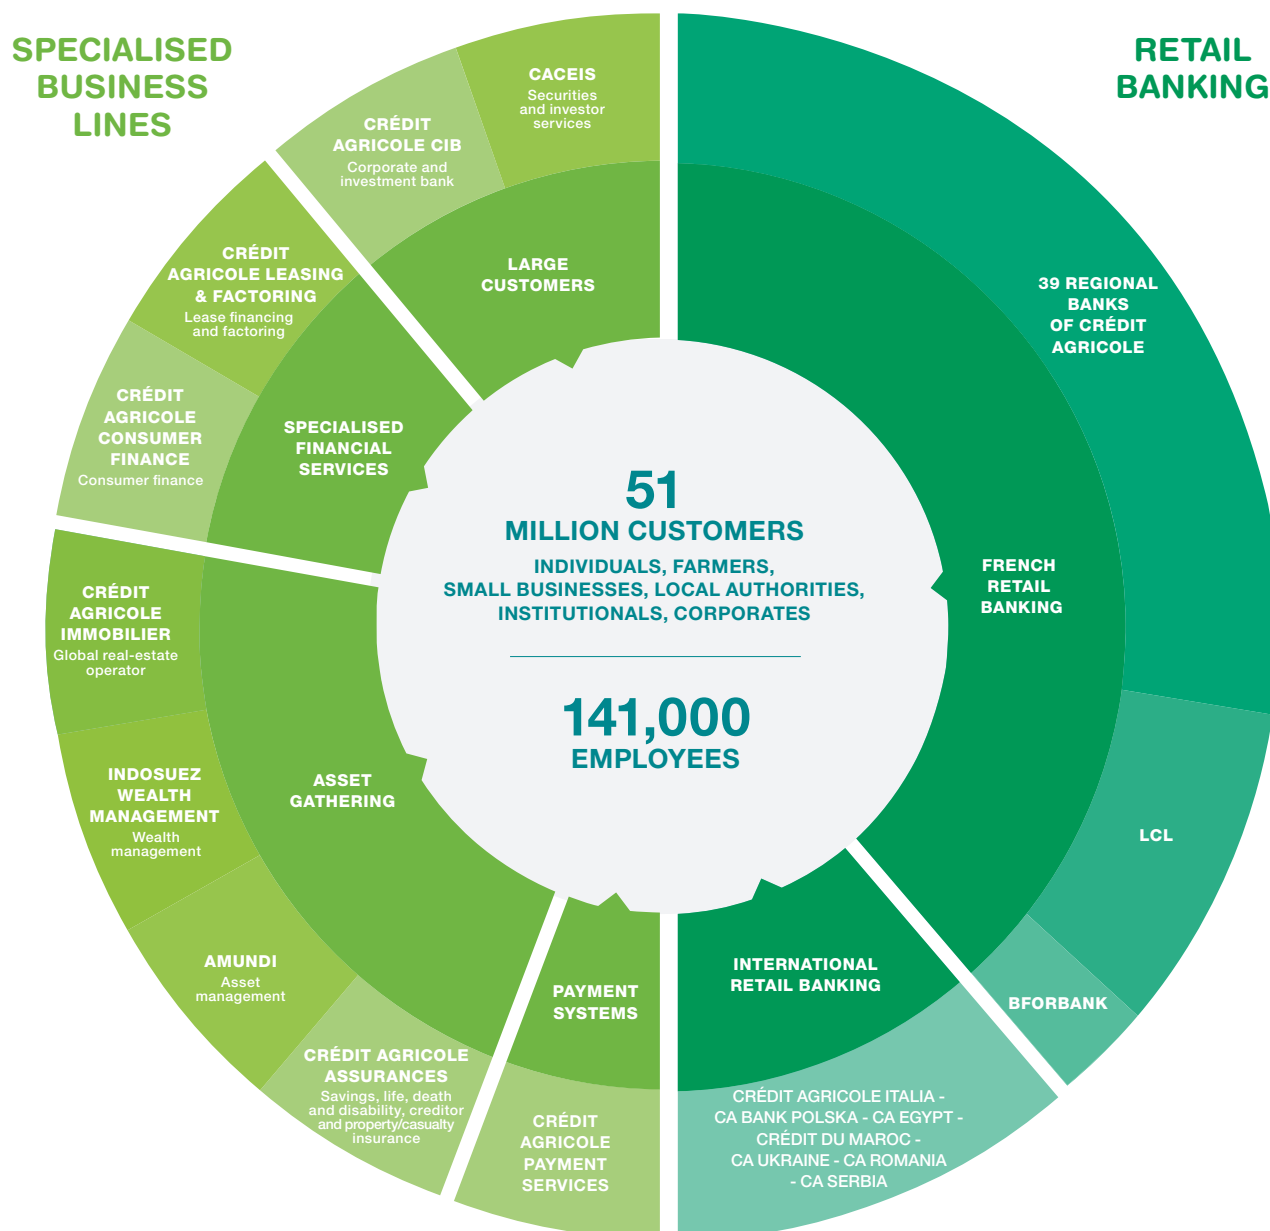 SPECIALISED
BUSINESS
LINES
RETAIL
BANKING
CACEIS
Securities
and investor
services
CRÉDIT
AGRICOLE CIB
Corporate and
investment bank
LARGE
CUSTOMERS
CRÉDIT
AGRICOLE LEASING
& FACTORING
Lease financing
and factoring
CRÉDIT
AGRICOLE
CONSUMER
FINANCE
Consumer finance
SPECIALISED
FINANCIAL
SERVICES
39 REGIONAL
BANKS
OF CRÉDIT
AGRICOLE
51
MILLION CUSTOMERS
INDIVIDUALS, FARMERS,
SMALL BUSINESSES, LOCAL AUTHORITIES,
INSTITUTIONALS, CORPORATES
141,000
EMPLOYEES
FRENCH
RETAIL
BANKING
CRÉDIT
AGRICOLE
IMMOBILIER
Global real-estate
operator
INDOSUEZ
WEALTH
MANAGEMENT
Wealth
management
ASSET
GATHERING
LCL
AMUNDI
Asset
management
CRÉDIT AGRICOLE
ASSURANCES
Savings, life, death
and disability, creditor
and property/casualty
insurance
PAYMENT
SYSTEMS
CRÉDIT
AGRICOLE
PAYMENT
SERVICES
INTERNATIONAL
RETAIL BANKING
BFORBANK
CRÉDIT AGRICOLE ITALIA -
CA BANK POLSKA - CA EGYPT -
CRÉDIT DU MAROC -
CA UKRAINE - CA ROMANIA
- CA SERBIA